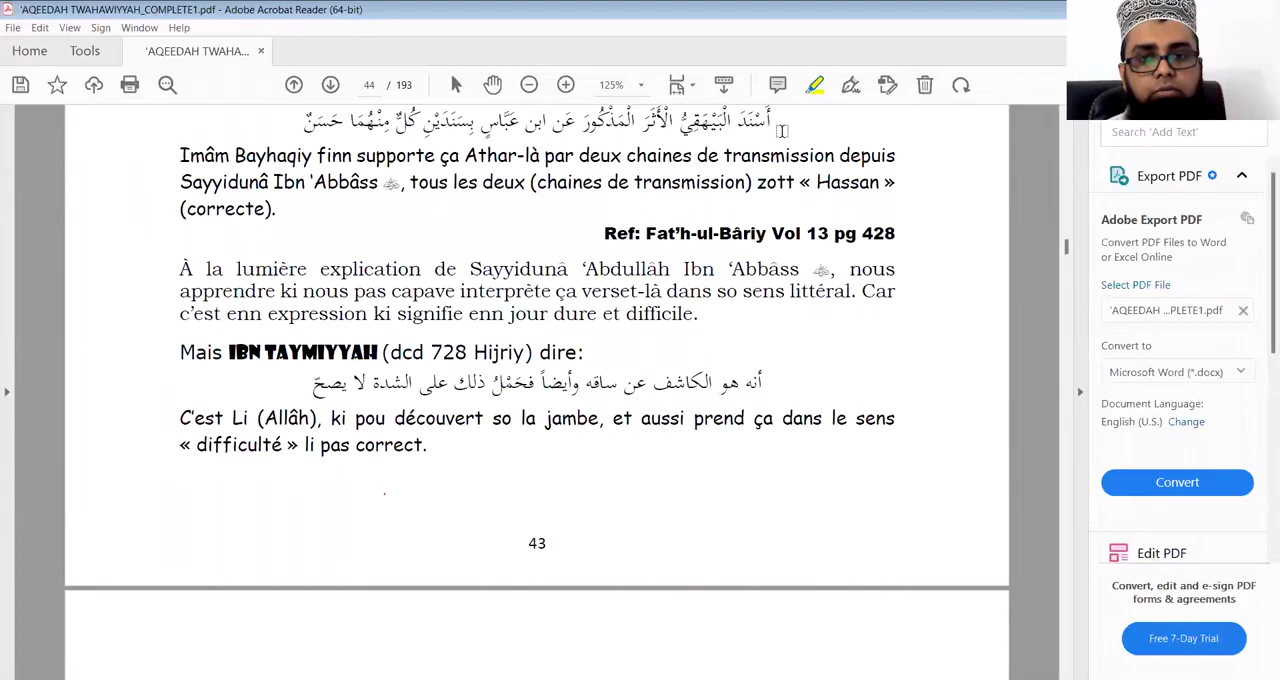 'AQEEDAH TWAHAWIYYAH_COMPLETE1.pdf - Adobe Acrobat Reader (64-bit)
File Edit View Sign Window Help
Home Tools 'AQEEDAH TWAHA... ×
44 / 193 125%
أَسْنَدَ الْبَيْهَقِيُّ الْأَثَرَ الْمَذْكُورَ عَن ابن عَبَّاسٍ بِسَنَدَيْنِ كُلٌّ مِنْهُمَا حَسَنٌ
Imâm Bayhaqiy finn supporte ça Athar-là par deux chaines de transmission depuis
Sayyidunâ Ibn ‘Abbâss , tous les deux (chaines de transmission) zott « Hassan »
(correcte).
Ref: Fat’h-ul-Bâriy Vol 13 pg 428
À la lumière explication de Sayyidunâ ‘Abdullâh Ibn ‘Abbâss , nous
apprendre ki nous pas capave interprète ça verset-là dans so sens littéral. Car
c’est enn expression ki signifie enn jour dure et difficile.
Mais IBN TAYMIYYAH (dcd 728 Hijriy) dire:
أنه هو الكاشف عن ساقه وأيضاً فحَمْلُ ذلك على الشدة لا يصحّ
C’est Li (Allâh), ki pou découvert so la jambe, et aussi prend ça dans le sens
« difficulté » li pas correct.
43
Search 'Add Text'
Export PDF
Adobe Export PDF
Convert PDF Files to Word
or Excel Online
Select PDF File
'AQEEDAH ...PLETE1.pdf ×
Convert to
Microsoft Word (*.docx)
Document Language:
English (U.S.) Change
Convert
Edit PDF
Convert, edit and e-sign PDF
forms & agreements
Free 7-Day Trial